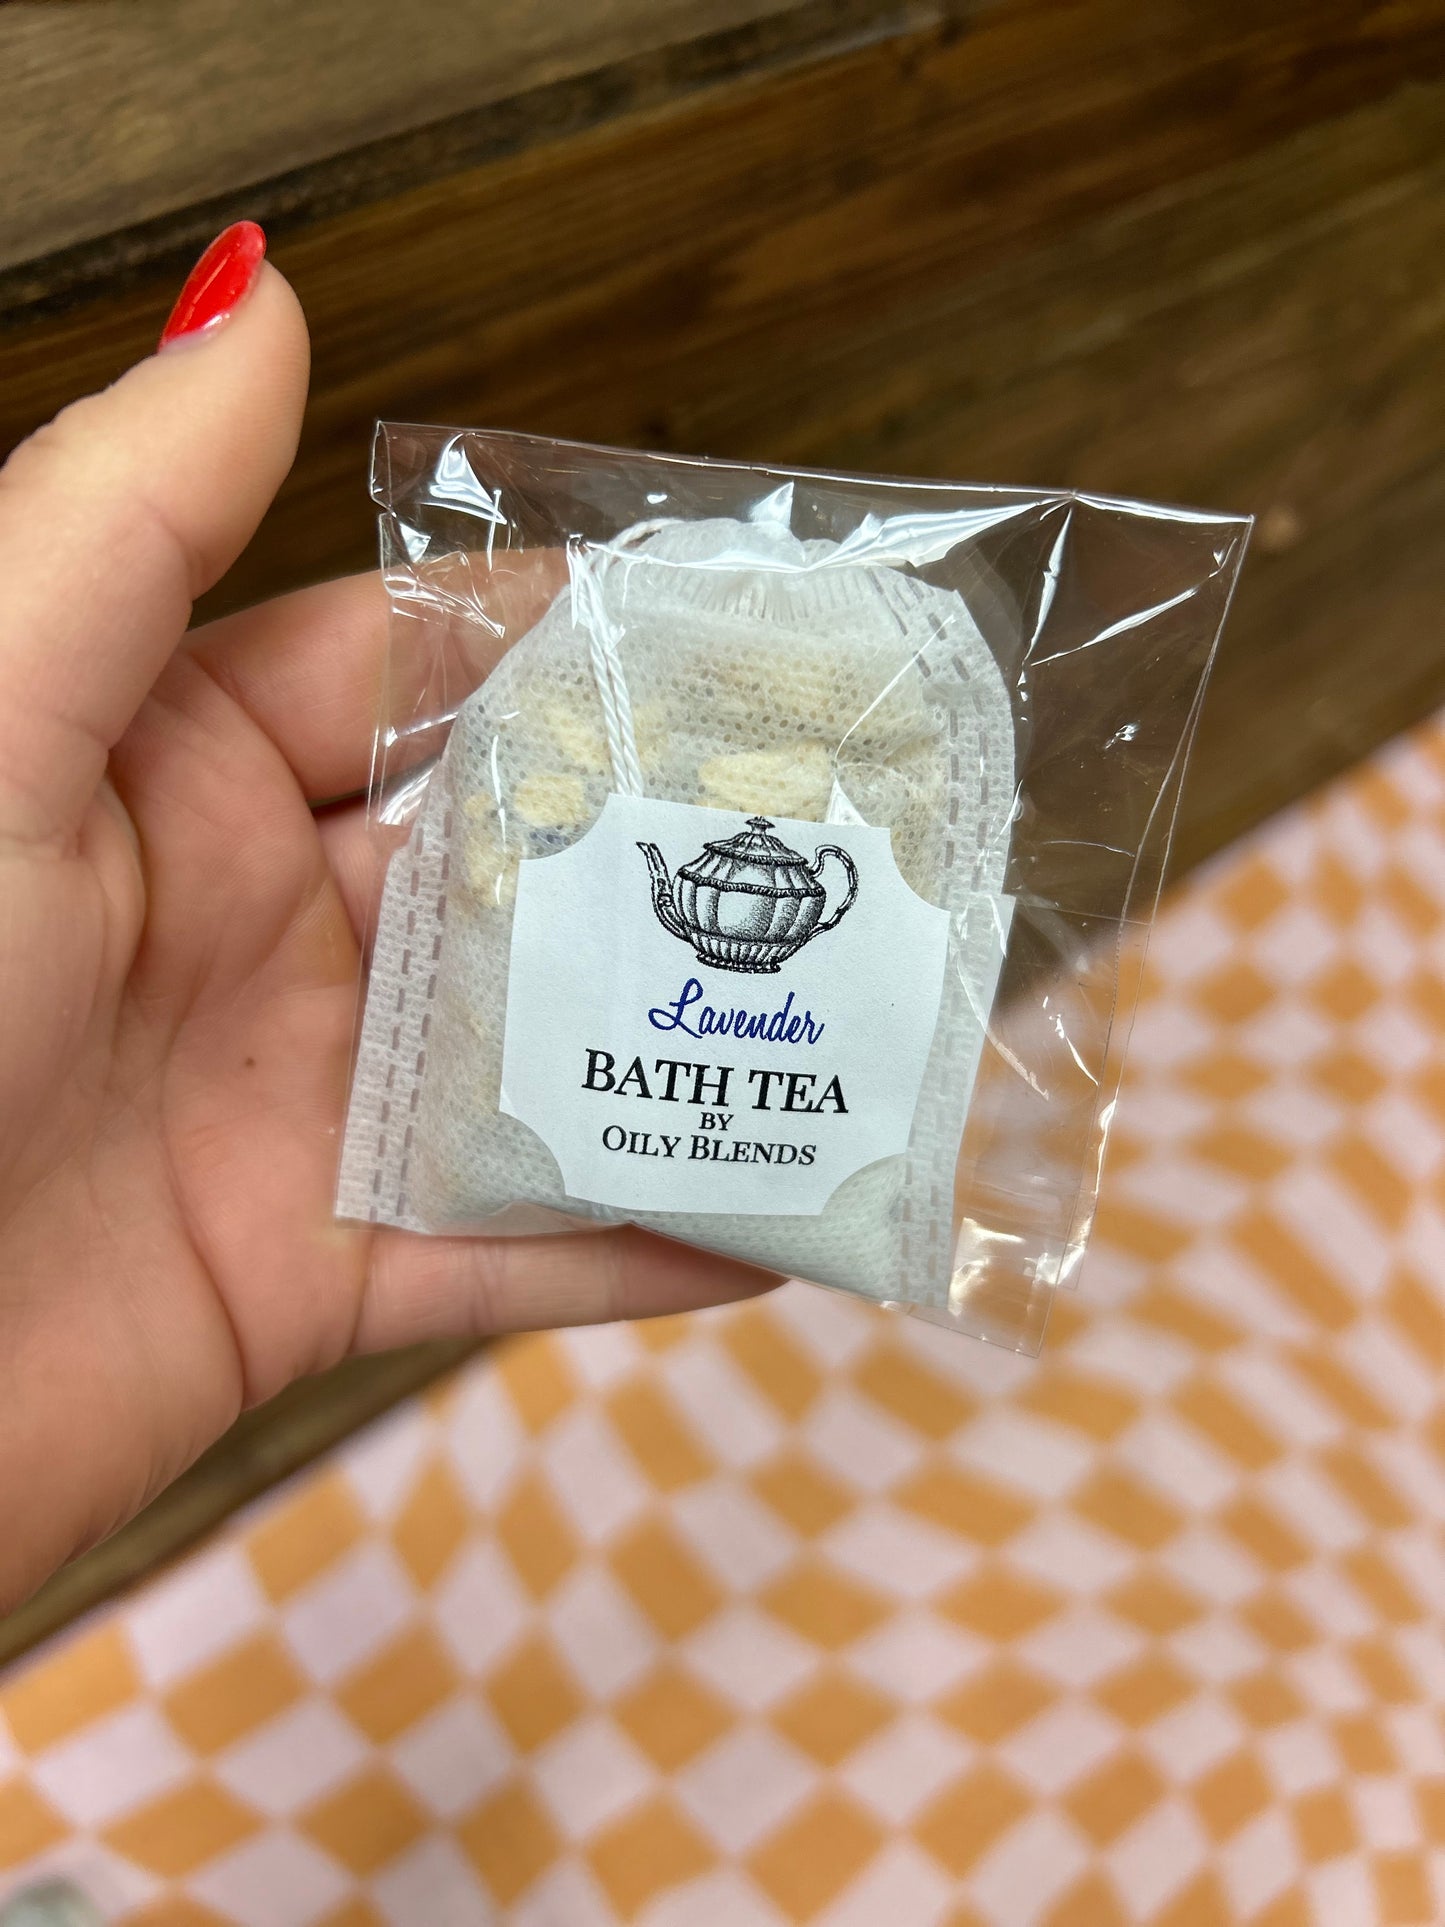 Lavender
BATH TEA
BY
OILY BLENDS